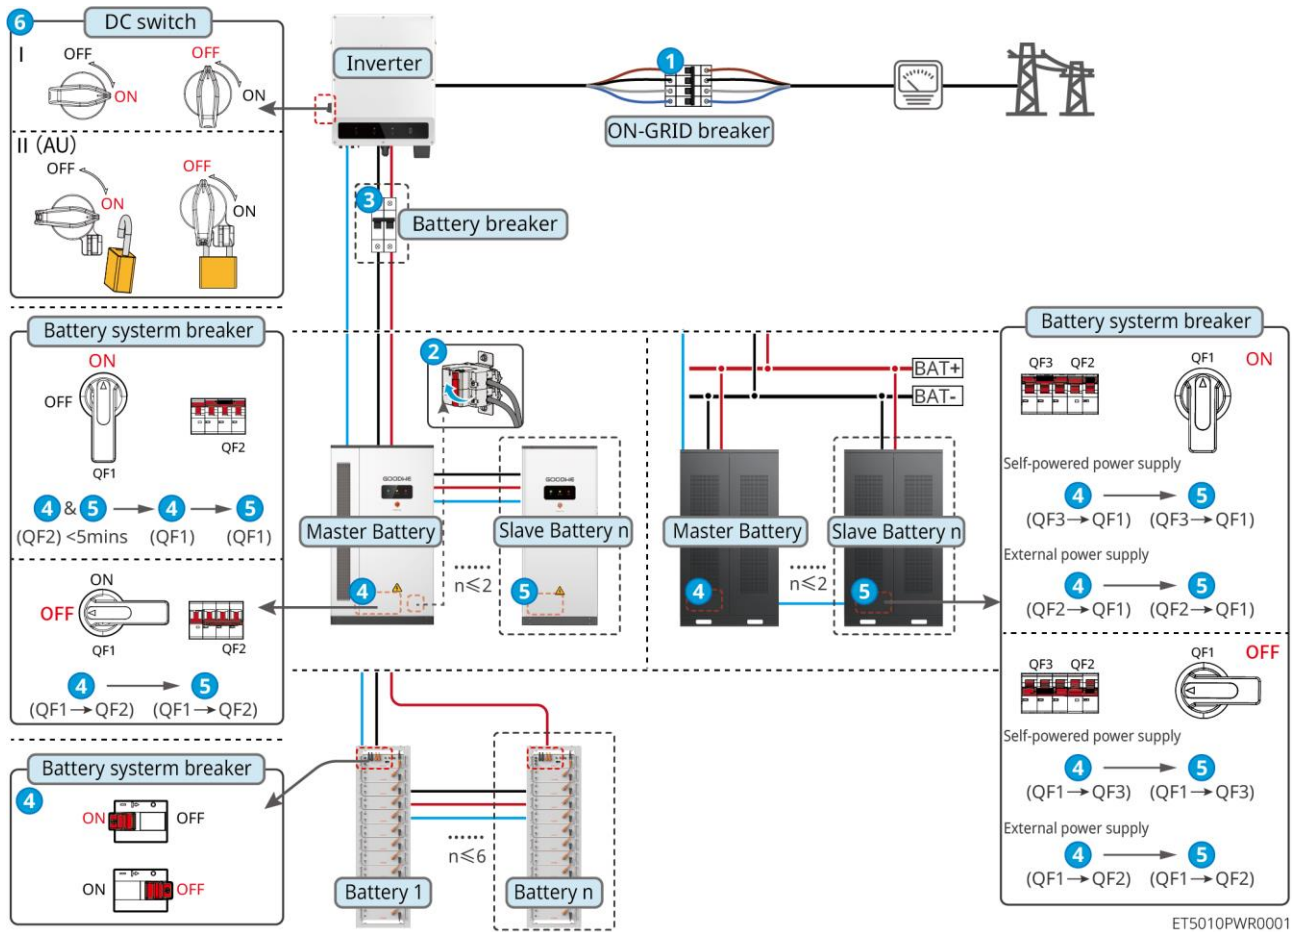 6 DC switch
I
OFF
ON
OFF
ON
II (AU)
OFF
ON
OFF
ON
Inverter
1
ON-GRID breaker
3
Battery breaker
Battery systerm breaker
ON
OFF
QF1
QF2
4 & 5 → 4 → 5
(QF2) <5mins (QF1) (QF1)
ON
OFF
QF1
QF2
4 → 5
(QF1→QF2) (QF1→QF2)
Battery systerm breaker
4
ON OFF
ON OFF
2
GOODWE
GOODWE
Master Battery
Slave Battery n
4
5
......
n≤2
BAT+
BAT-
Master Battery
Slave Battery n
4
5
......
n≤2
......
n≤6
Battery 1
Battery n
Battery systerm breaker
QF3 QF2
QF1
ON
Self-powered power supply
4 → 5
(QF3→QF1) (QF3→QF1)
External power supply
4 → 5
(QF2→QF1) (QF2→QF1)
QF3 QF2
QF1
OFF
Self-powered power supply
4 → 5
(QF1→QF3) (QF1→QF3)
External power supply
4 → 5
(QF1→QF2) (QF1→QF2)
ET5010PWR0001